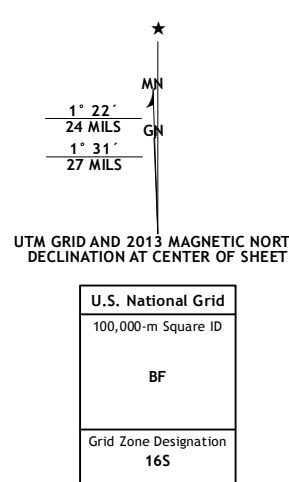 ★
MN
1° 22´
24 MILS
GN
1° 31´
27 MILS
UTM GRID AND 2013 MAGNETIC NORT
DECLINATION AT CENTER OF SHEET
U.S. National Grid
100,000-m Square ID
BF
Grid Zone Designation
16S